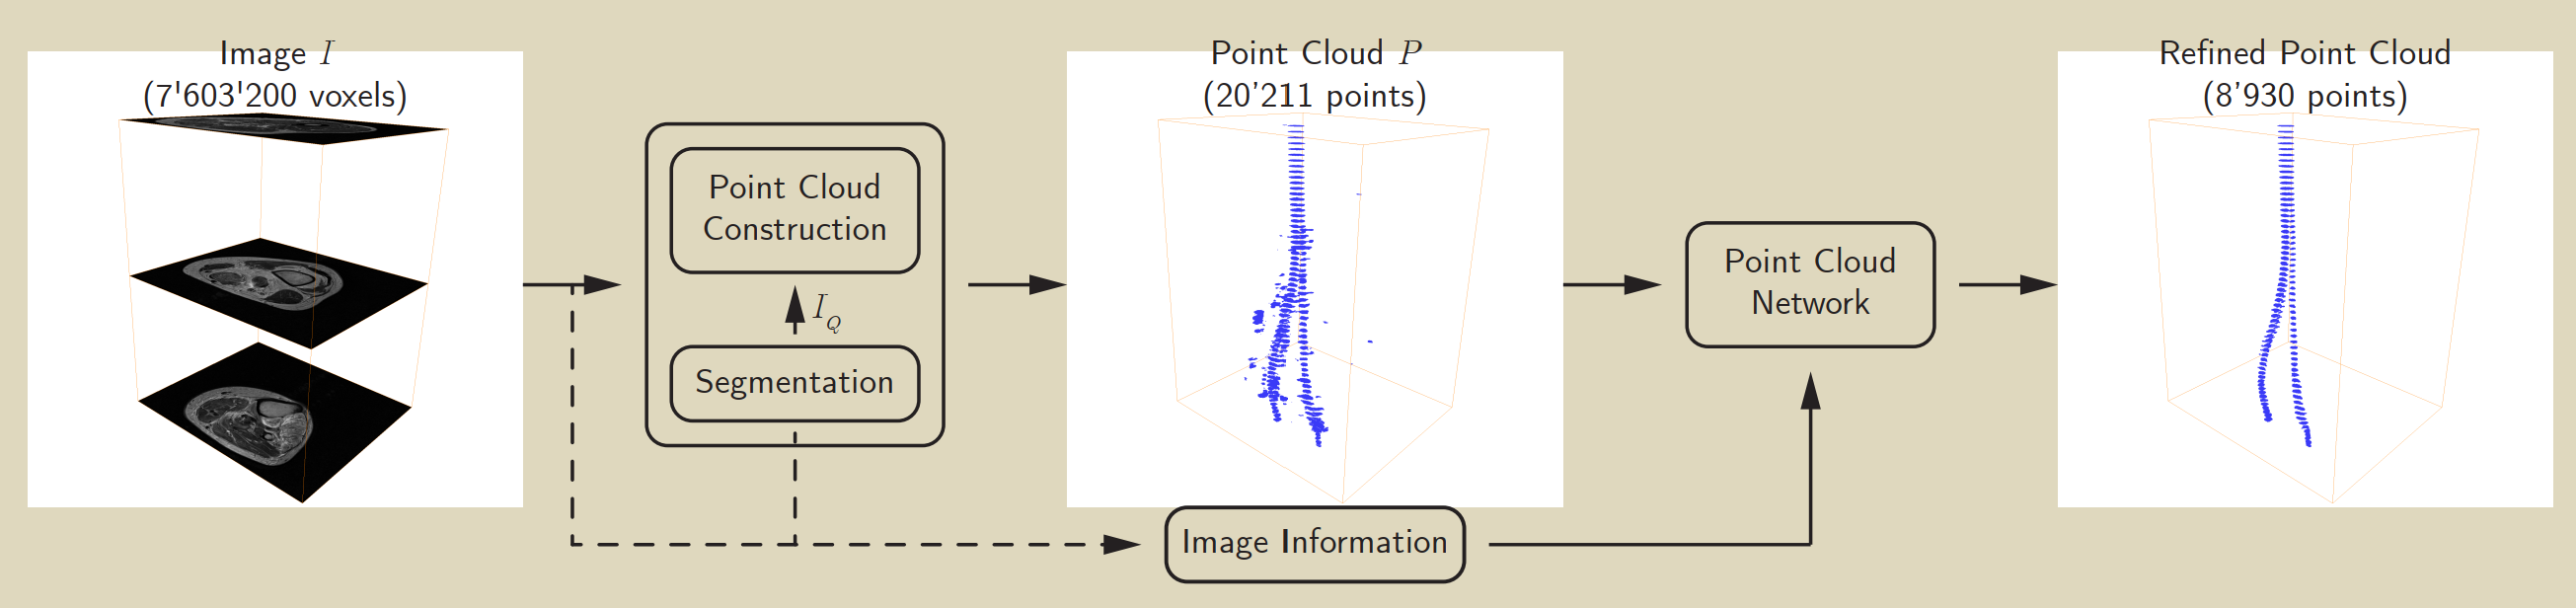 Image I
(7'603'200 voxels)
Point Cloud
Construction
I_Q
Segmentation
Point Cloud P
(20'211 points)
Image Information
Point Cloud
Network
Refined Point Cloud
(8'930 points)